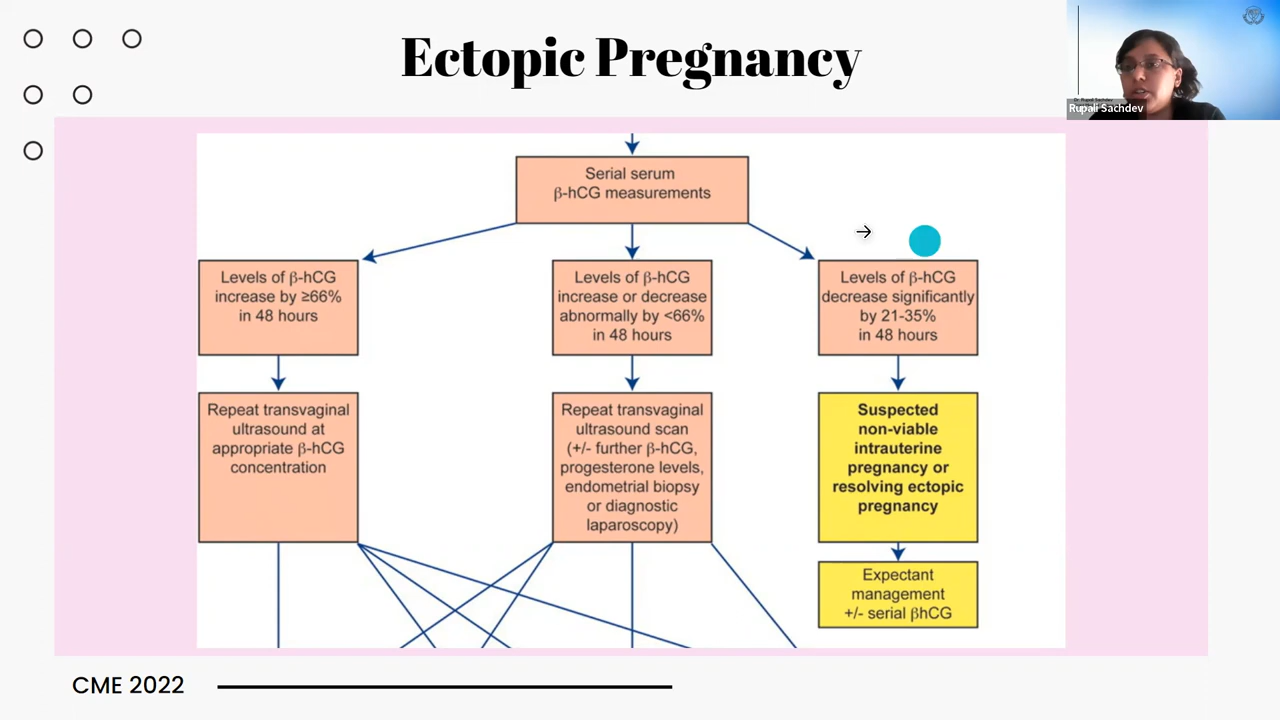 Ectopic Pregnancy
Rupali Sachdev
Serial serum
β-hCG measurements
Levels of β-hCG
increase by ≥66%
in 48 hours
Levels of β-hCG
increase or decrease
abnormally by <66%
in 48 hours
Levels of β-hCG
decrease significantly
by 21-35%
in 48 hours
Repeat transvaginal
ultrasound at
appropriate β-hCG
concentration
Repeat transvaginal
ultrasound scan
(+/- further β-hCG,
progesterone levels,
endometrial biopsy
or diagnostic
laparoscopy)
Suspected
non-viable
intrauterine
pregnancy or
resolving ectopic
pregnancy
Expectant
management
+/- serial βhCG
CME 2022